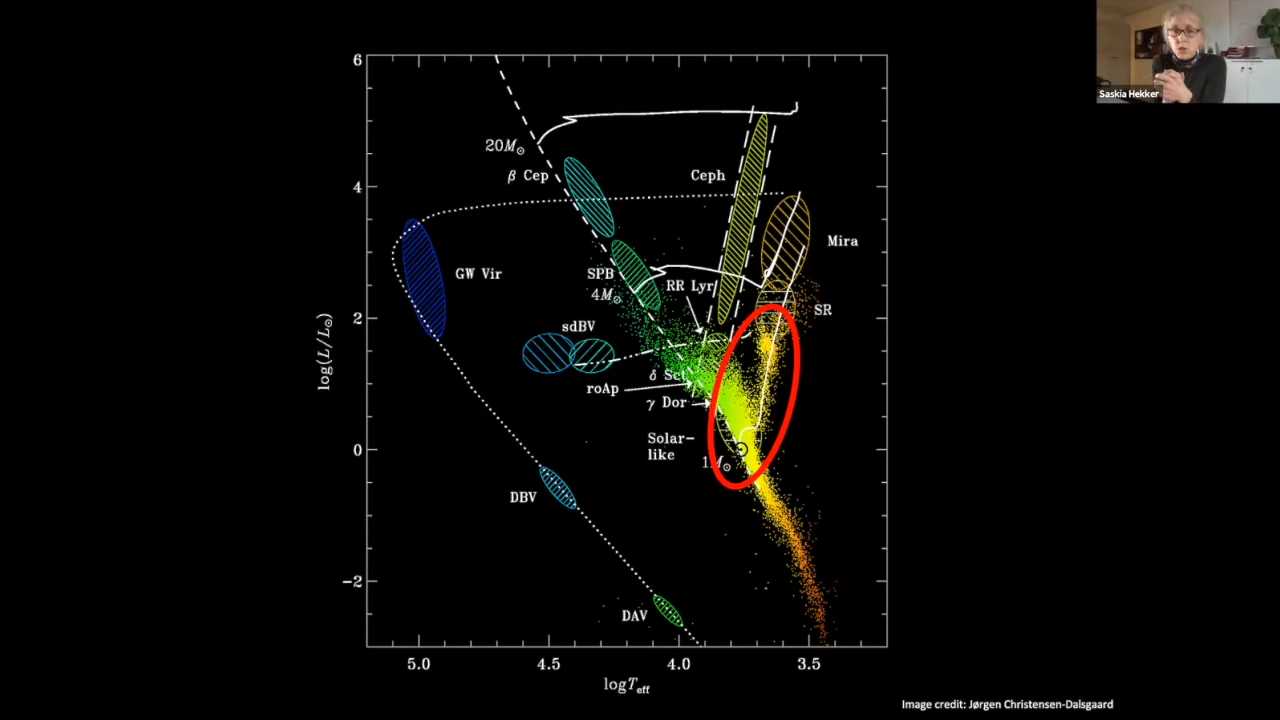 Saskia Hekker
6
4
2
0
−2
log(L/L☉)
20M☉
β Cep
Ceph
Mira
GW Vir
SPB
4M☉
RR Lyr
SR
sdBV
δ Sct
roAp
γ Dor
Solar-
like
1M☉
DBV
DAV
5.0 4.5 4.0 3.5
logTeff
Image credit: Jørgen Christensen-Dalsgaard